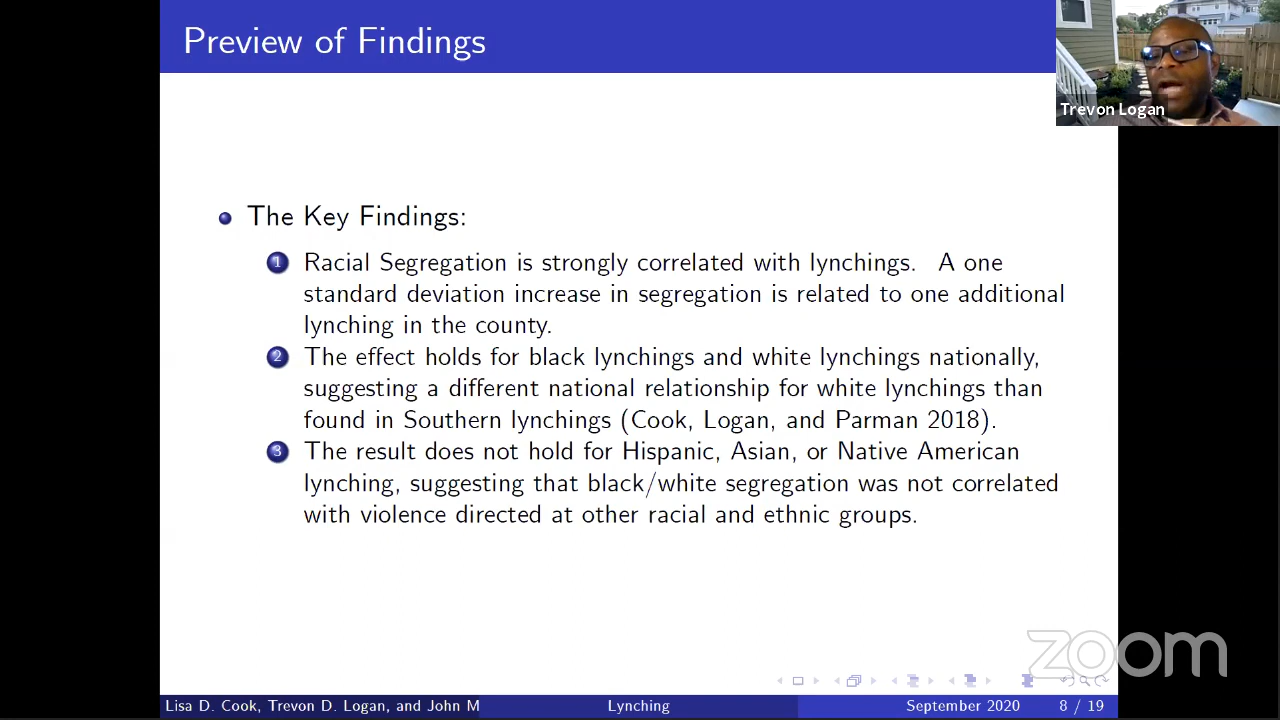 Preview of Findings
Trevon Logan
The Key Findings:
1 Racial Segregation is strongly correlated with lynchings. A one
standard deviation increase in segregation is related to one additional
lynching in the county.
2 The effect holds for black lynchings and white lynchings nationally,
suggesting a different national relationship for white lynchings than
found in Southern lynchings (Cook, Logan, and Parman 2018).
3 The result does not hold for Hispanic, Asian, or Native American
lynching, suggesting that black/white segregation was not correlated
with violence directed at other racial and ethnic groups.
zoom
Lisa D. Cook, Trevon D. Logan, and John M
Lynching
September 2020
8 / 19